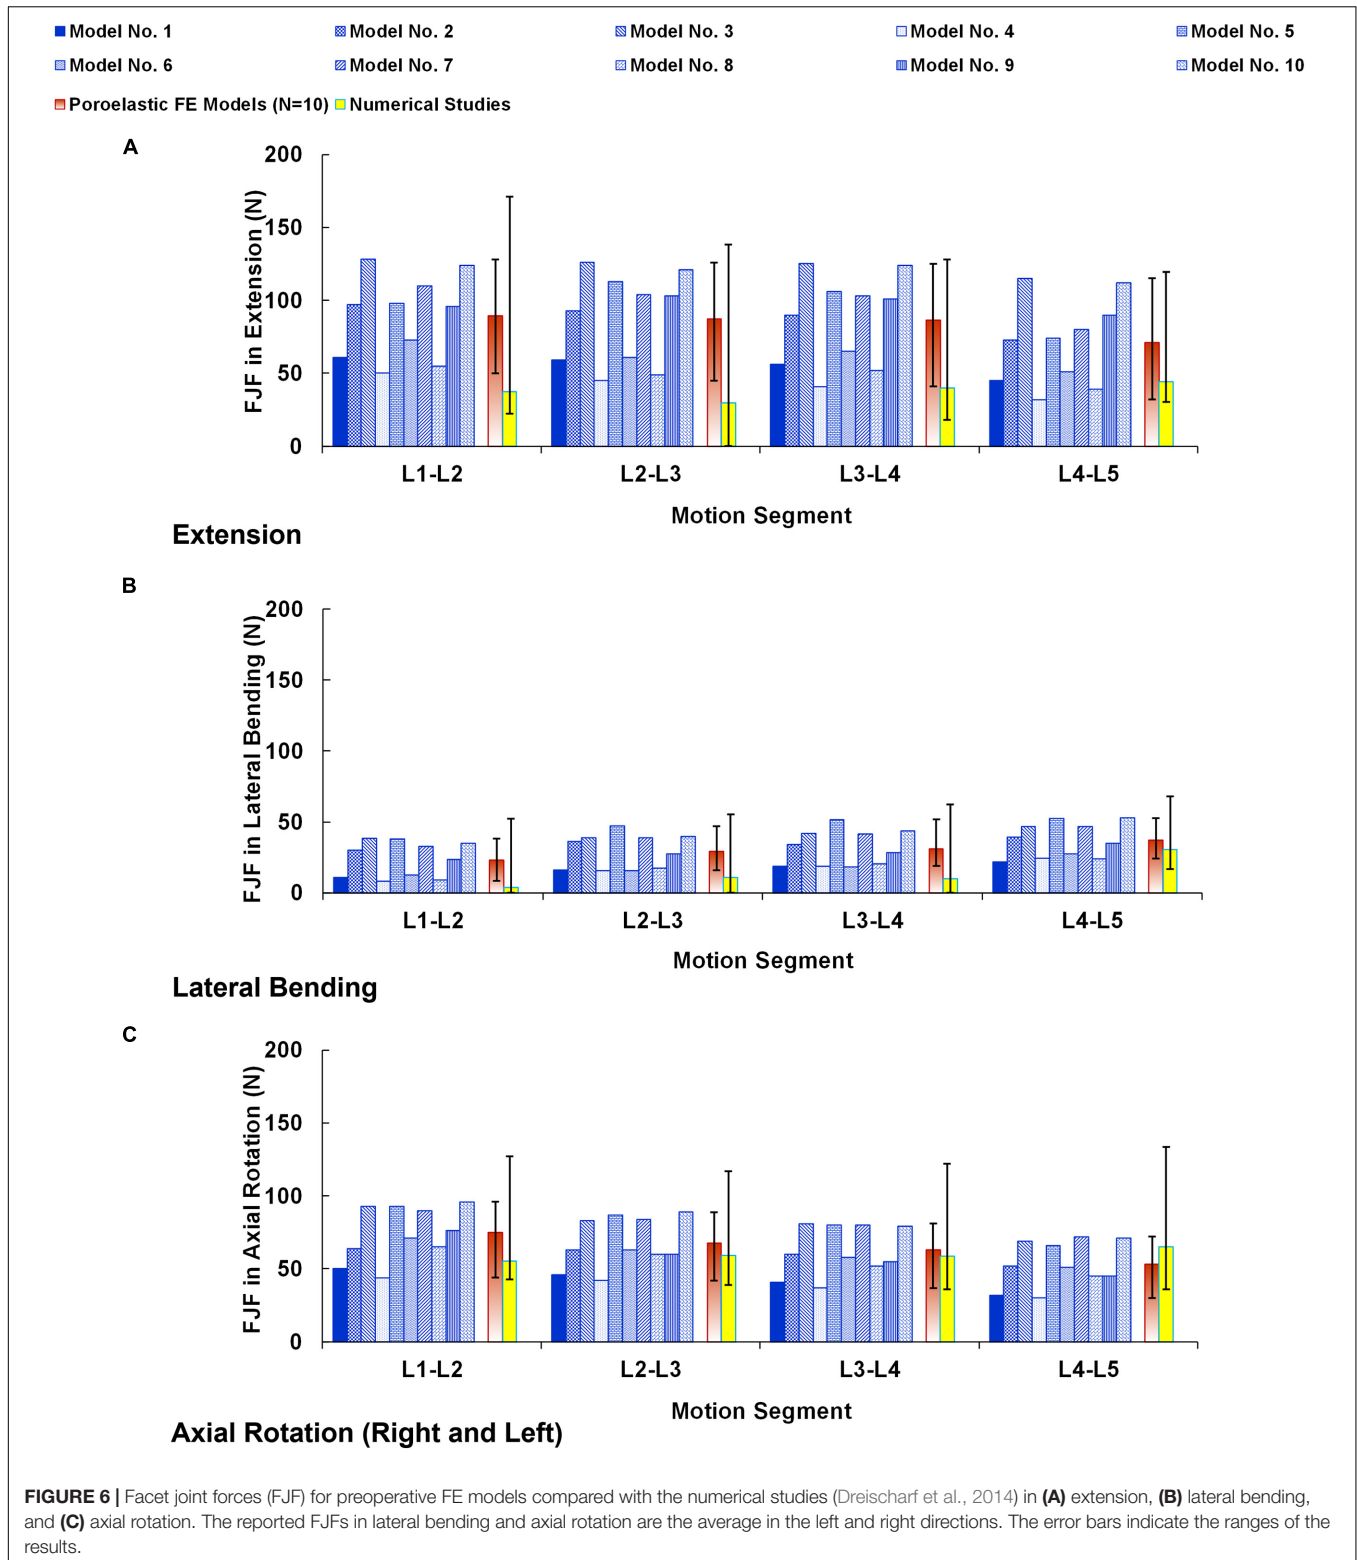 Model No. 1 Model No. 2 Model No. 3 Model No. 4 Model No. 5
Model No. 6 Model No. 7 Model No. 8 Model No. 9 Model No. 10
Poroelastic FE Models (N=10) Numerical Studies
A
FJF in Extension (N)
200
150
100
50
0
L1-L2 L2-L3 L3-L4 L4-L5
Motion Segment
Extension
B
FJF in Lateral Bending (N)
200
150
100
50
0
L1-L2 L2-L3 L3-L4 L4-L5
Motion Segment
Lateral Bending
C
FJF in Axial Rotation (N)
200
150
100
50
0
L1-L2 L2-L3 L3-L4 L4-L5
Motion Segment
Axial Rotation (Right and Left)
FIGURE 6 | Facet joint forces (FJF) for preoperative FE models compared with the numerical studies (Dreischarf et al., 2014) in (A) extension, (B) lateral bending,
and (C) axial rotation. The reported FJFs in lateral bending and axial rotation are the average in the left and right directions. The error bars indicate the ranges of the
results.